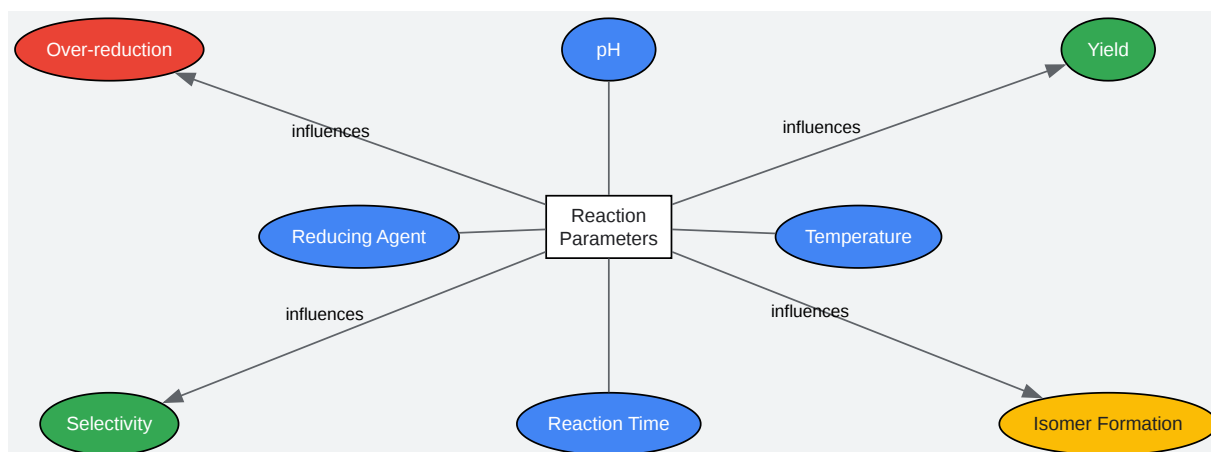 Over-reduction
pH
Yield
influences
influences
Reaction
Parameters
Reducing Agent
Temperature
influences
influences
Selectivity
Reaction Time
Isomer Formation